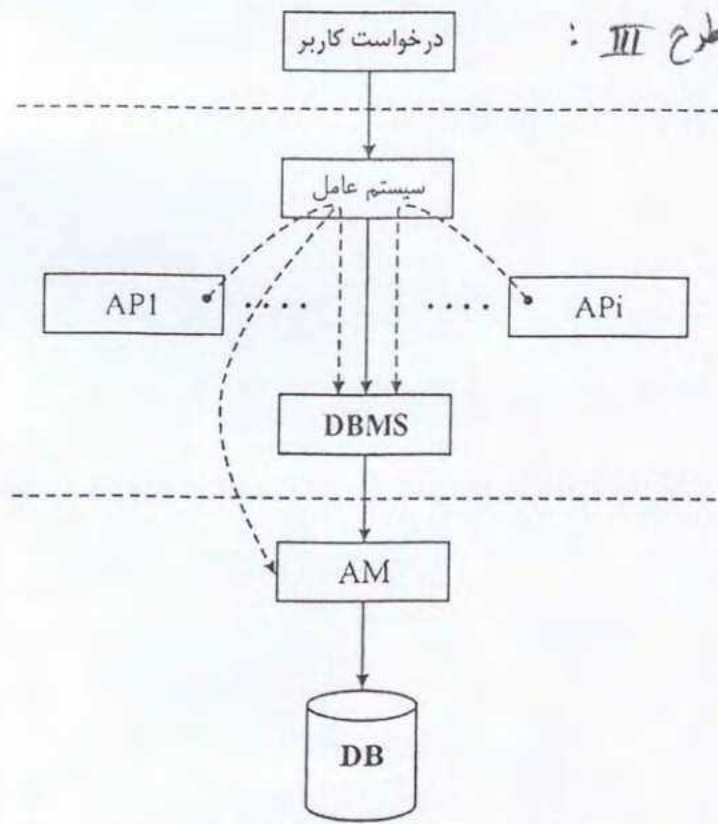 طرح III :
درخواست کاربر
سیستم عامل
AP1 ..... ..... APi
DBMS
AM
DB